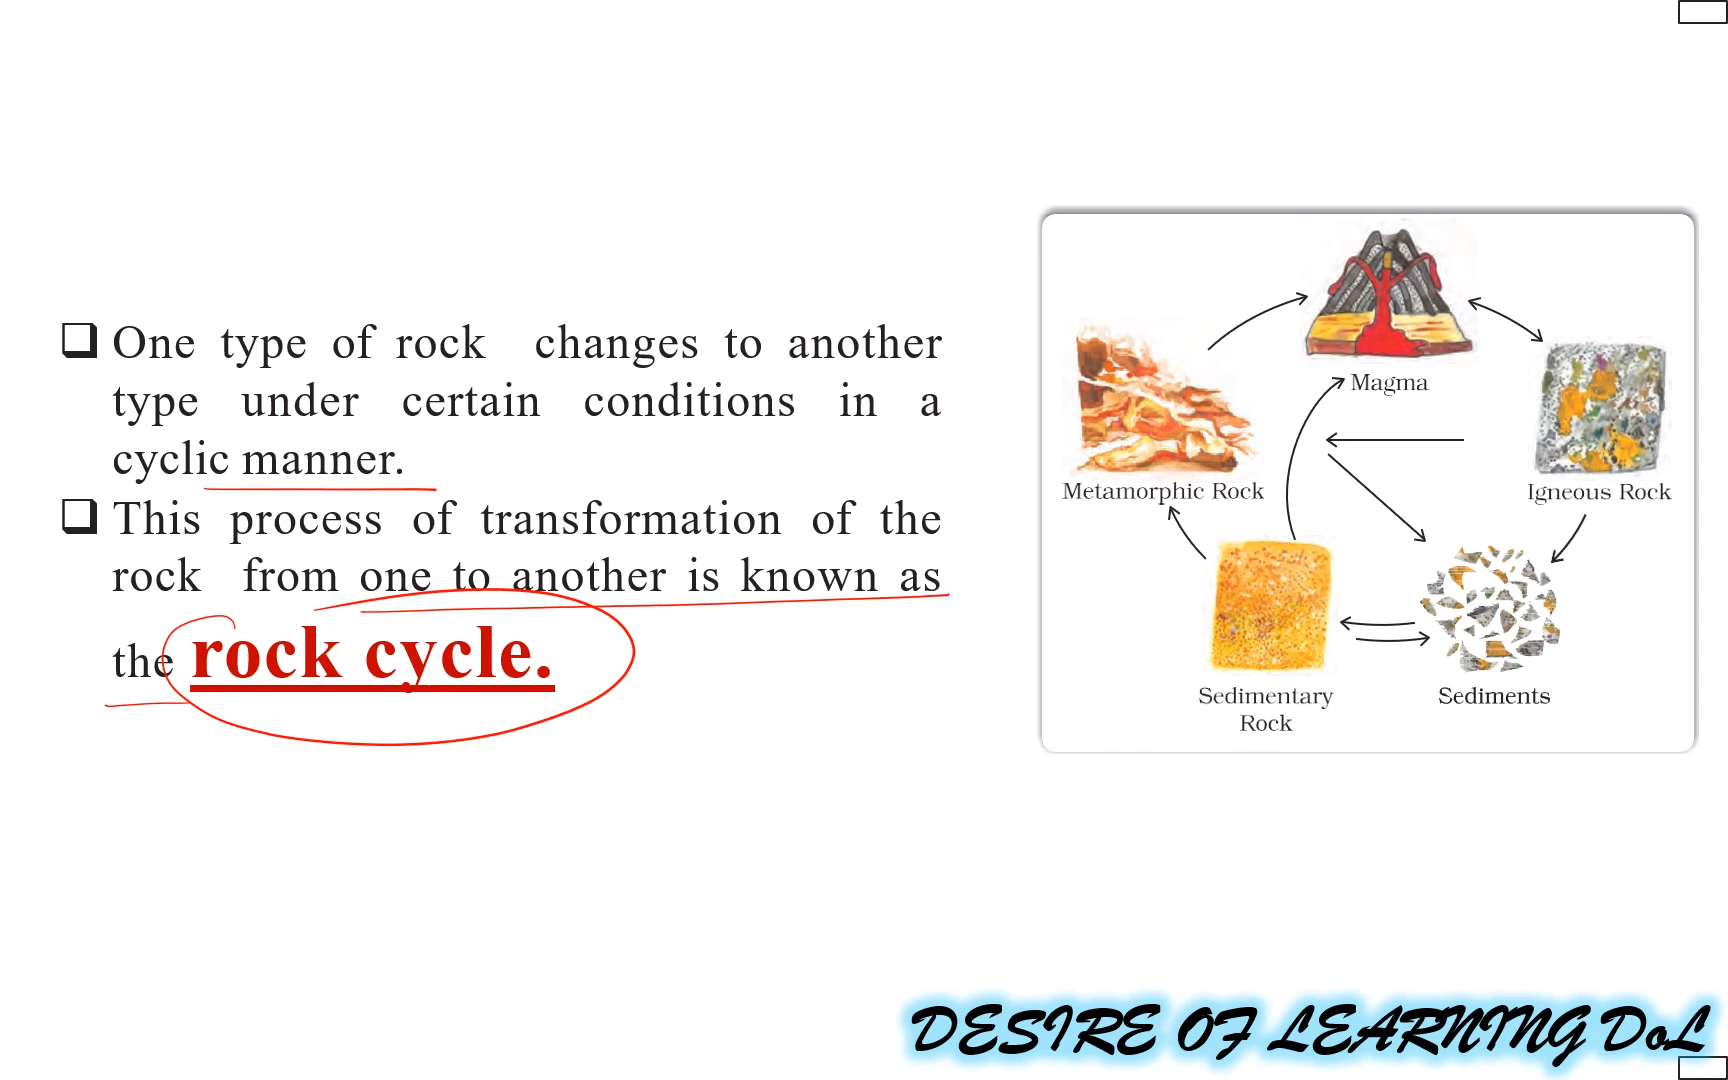 One type of rock changes to another
type under certain conditions in a
cyclic manner.
This process of transformation of the
rock from one to another is known as
the rock cycle.
Magma
Metamorphic Rock
Igneous Rock
Sedimentary
Rock
Sediments
DESIRE OF LEARNING DoL